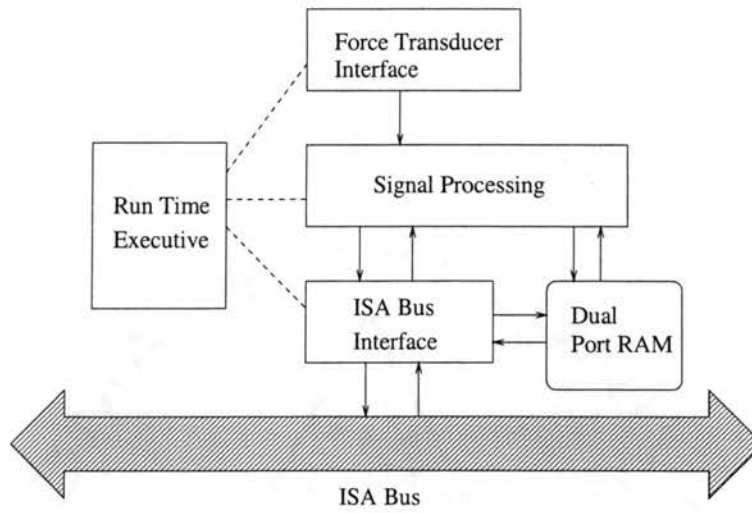 Force Transducer
Interface
Signal Processing
Run Time
Executive
ISA Bus
Interface
Dual
Port RAM
ISA Bus